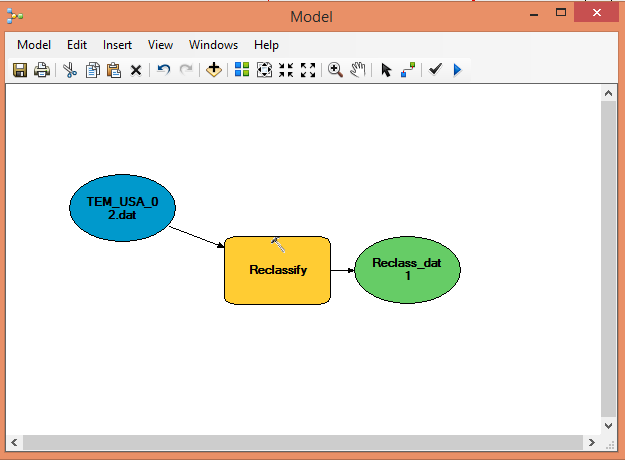 Model
Model Edit Insert View Windows Help
TEM_USA_0
2.dat
Reclassify
Reclass_dat
1